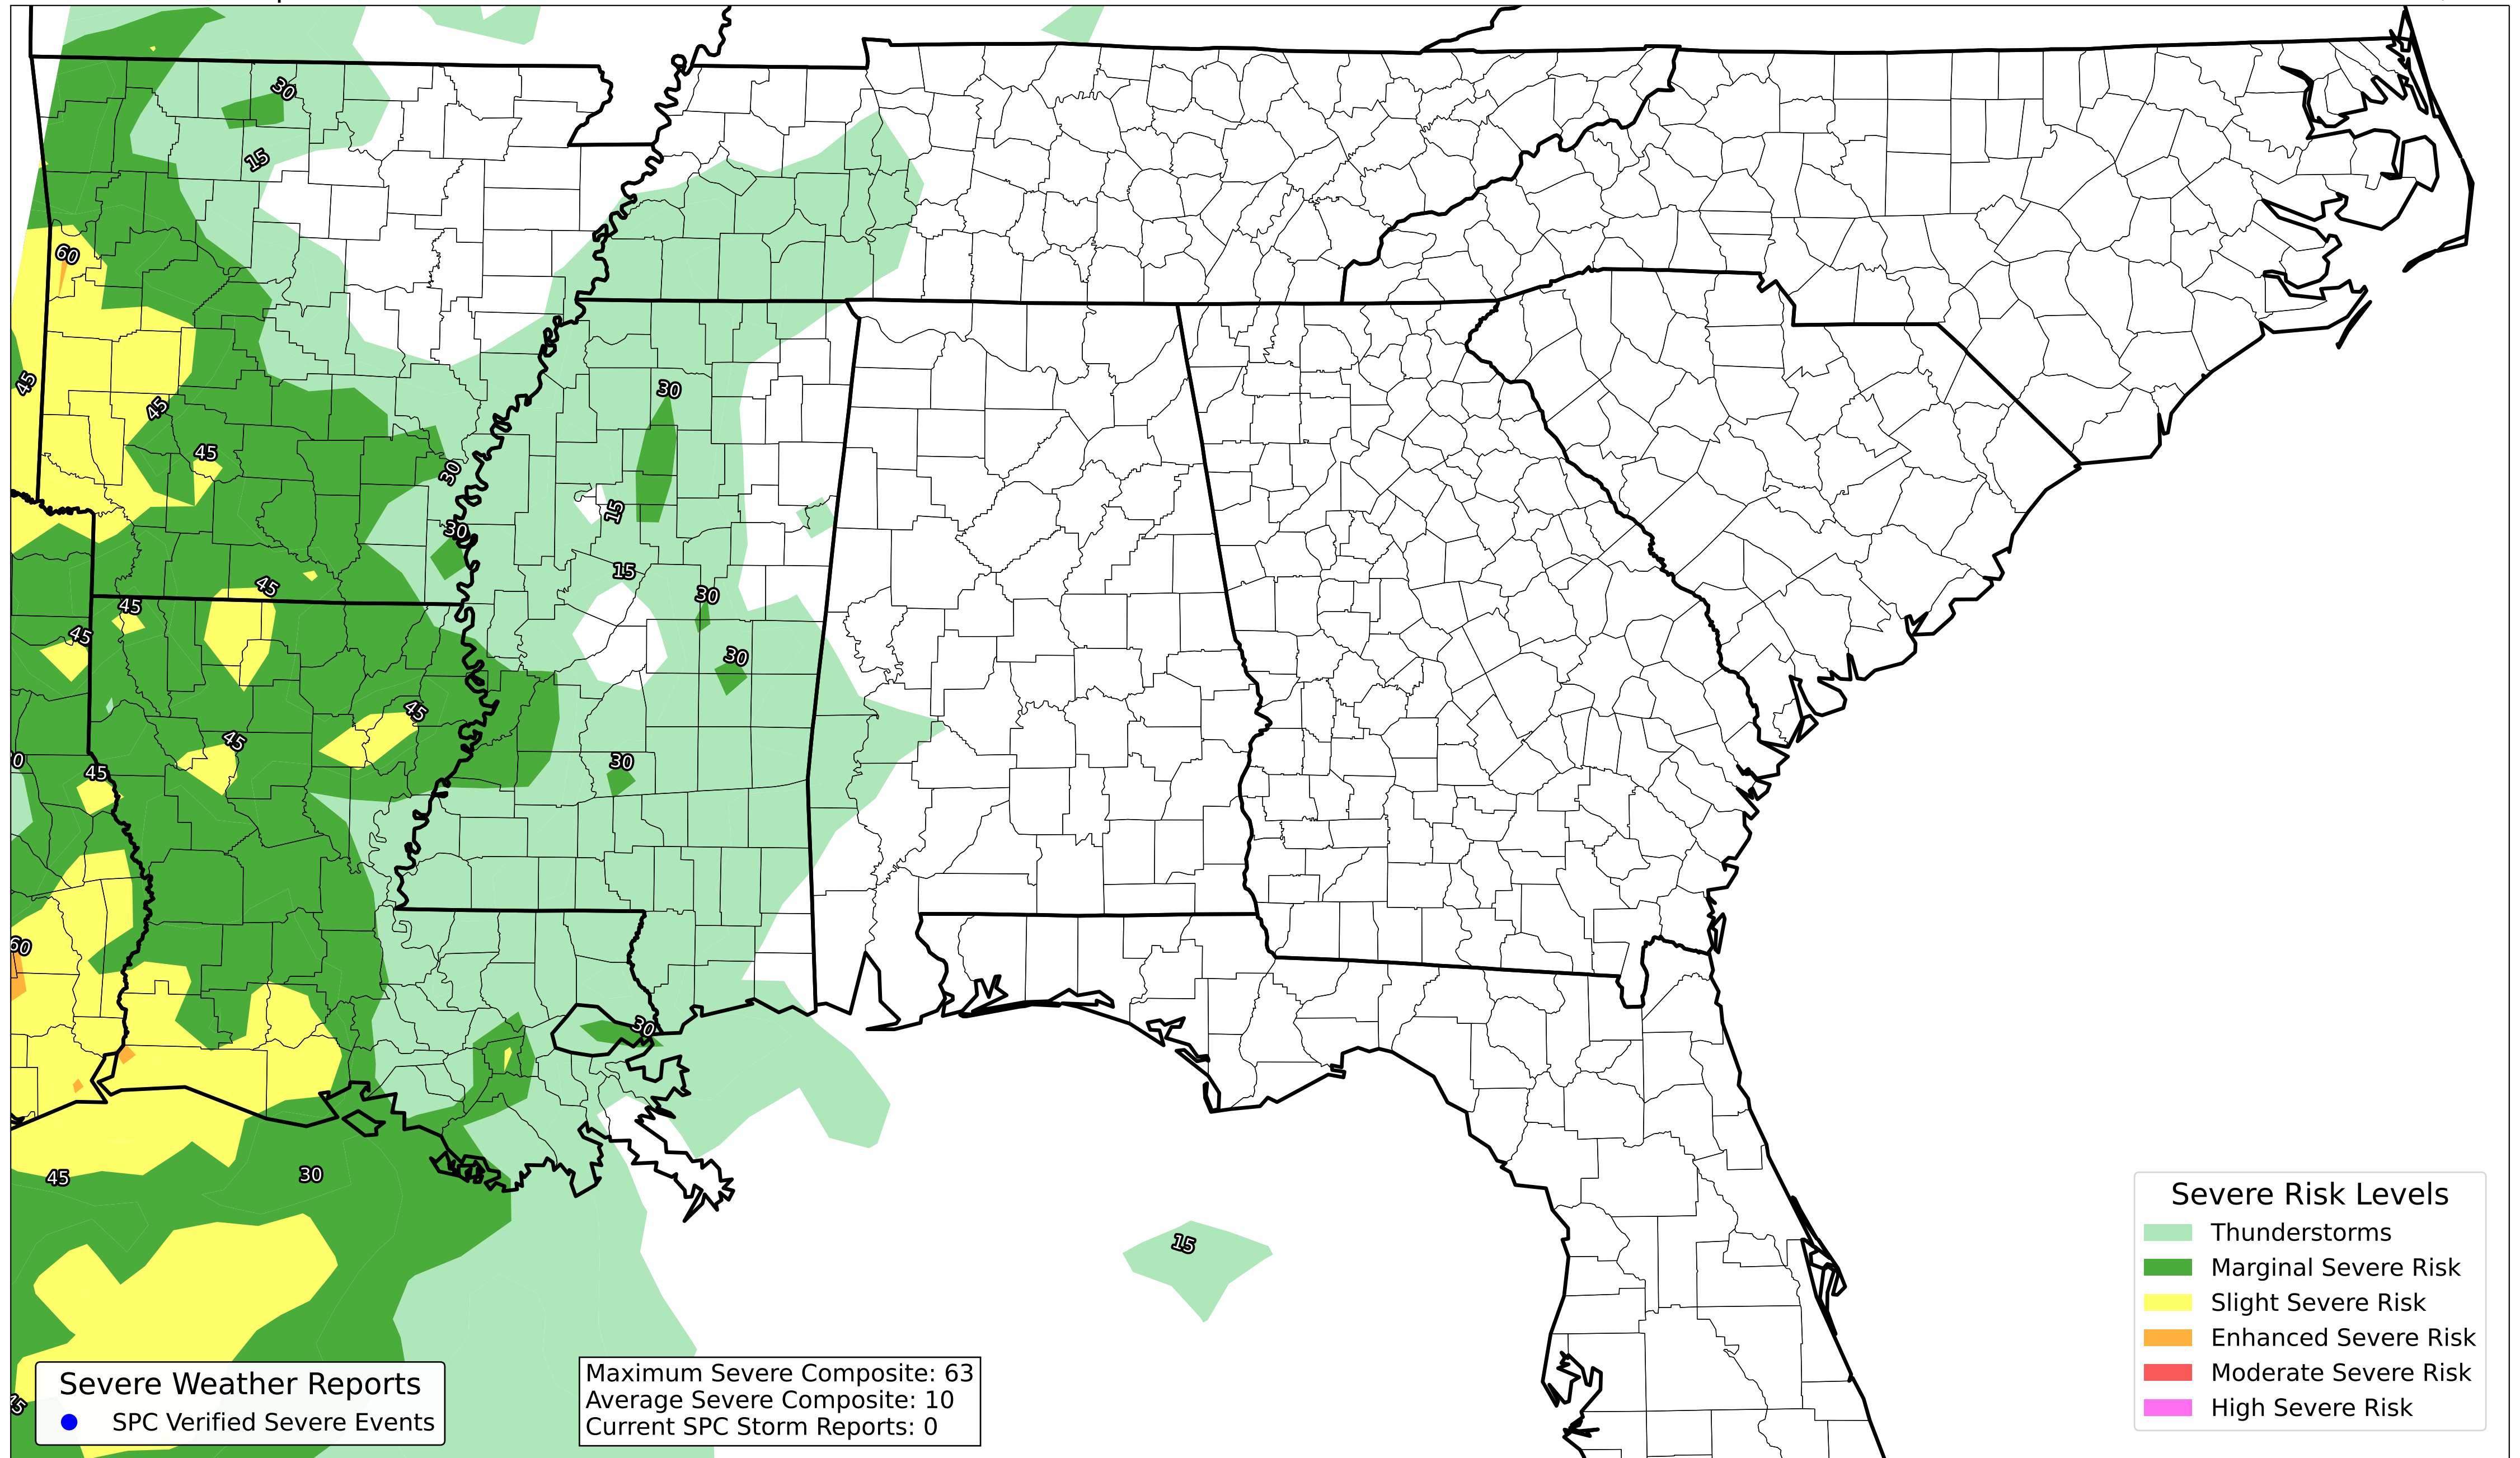 30
15
60
45
45
45
30
30
15
30
15
30
45
45
45
30
30
45
45
45
30
60
30
45
30
15
45
Severe Risk Levels
Thunderstorms
Marginal Severe Risk
Slight Severe Risk
Enhanced Severe Risk
Moderate Severe Risk
High Severe Risk
Severe Weather Reports
SPC Verified Severe Events
Maximum Severe Composite: 63
Average Severe Composite: 10
Current SPC Storm Reports: 0